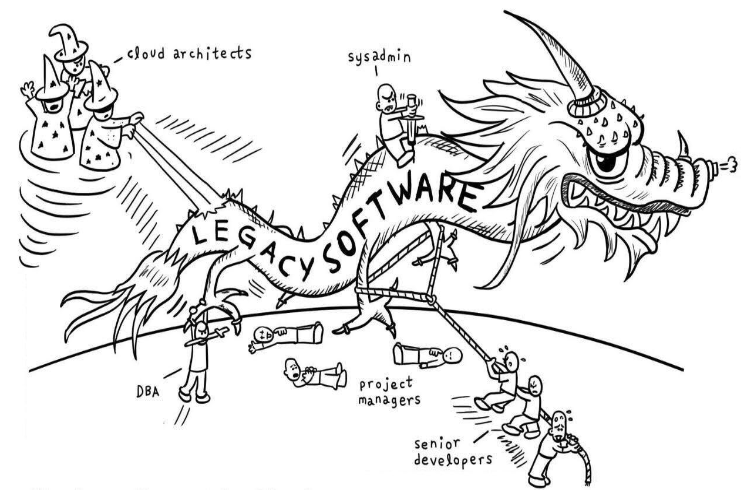 cloud architects
sysadmin
LEGACY SOFTWARE
DBA
project
managers
senior
developers